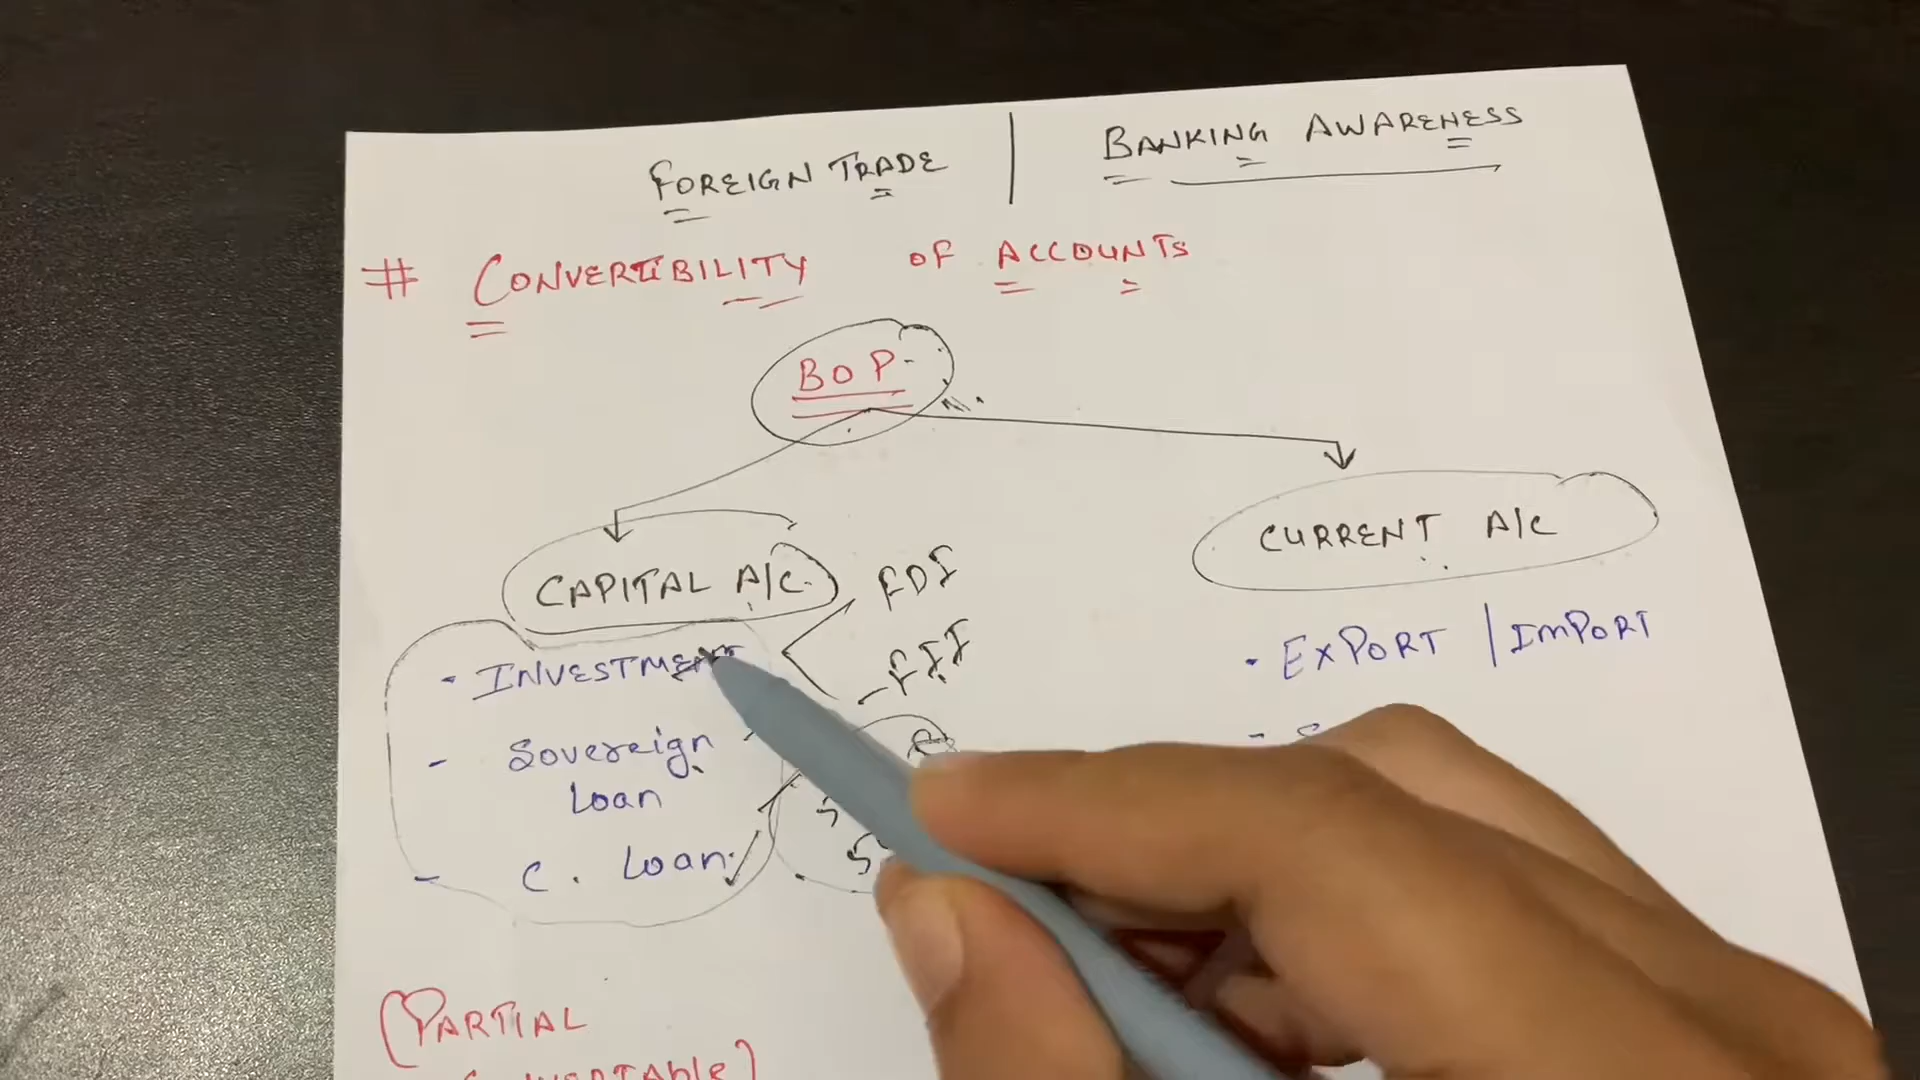 FOREIGN TRADE | BANKING AWARENESS
# CONVERTIBILITY OF ACCOUNTS
BOP
CAPITAL A/C
CURRENT A/C
FDI
- FII
- INVESTMENT
- Sovereign
Loan
- C. Loan
• EXPORT | IMPORT
(PARTIAL